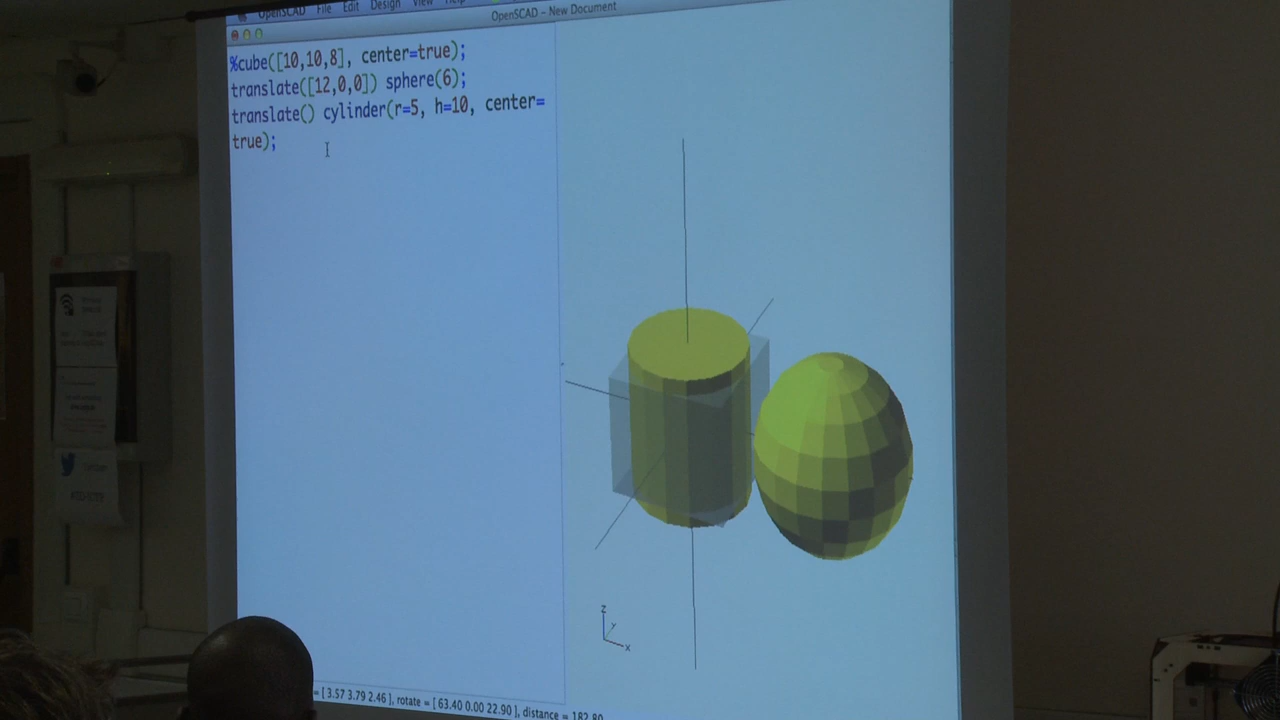 OpenSCAD File Edit Design View Help
OpenSCAD – New Document
%cube([10,10,8], center=true);
translate([12,0,0]) sphere(6);
translate() cylinder(r=5, h=10, center=
true);
z
y
x
= [ 3.57 3.79 2.46 ], rotate = [ 63.40 0.00 22.90 ], distance = 182.80